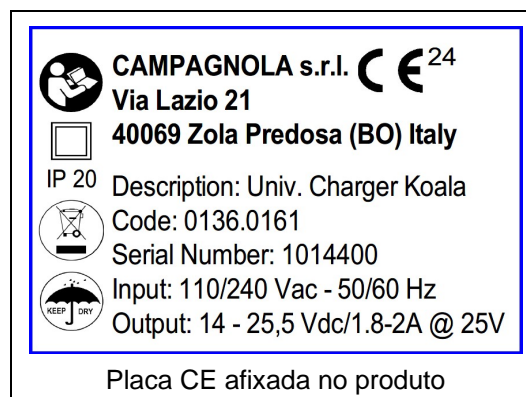 CAMPAGNOLA s.r.l. CE 24
Via Lazio 21
40069 Zola Predosa (BO) Italy
IP 20
Description: Univ. Charger Koala
Code: 0136.0161
Serial Number: 1014400
Input: 110/240 Vac - 50/60 Hz
KEEP DRY
Output: 14 - 25,5 Vdc/1.8-2A @ 25V
Placa CE afixada no produto